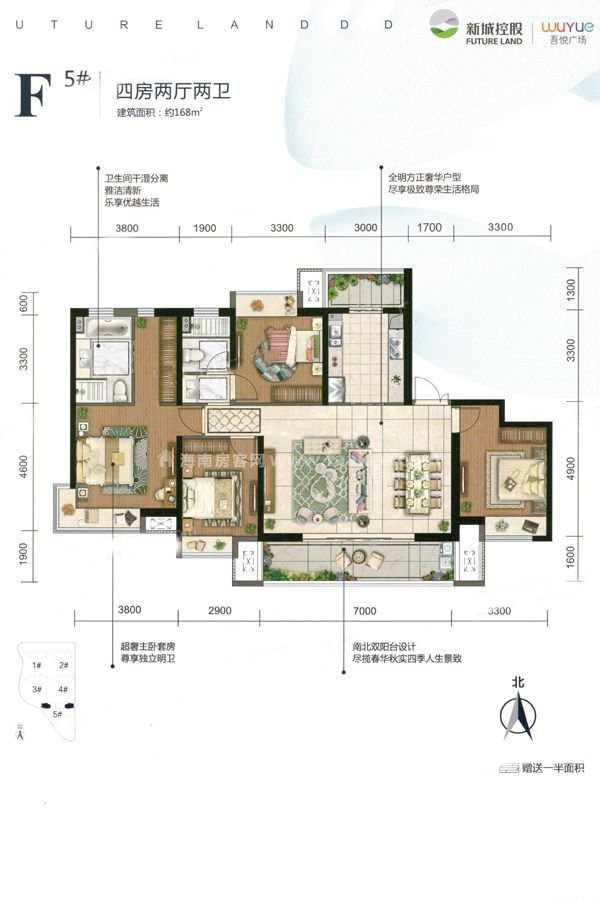 UTURELANDDD
新城控股
FUTURE LAND
wuyue
吾悦广场
F
5#
四房两厅两卫
建筑面积：约168㎡
卫生间干湿分离
雅洁清新
乐享优越生活
全明方正奢华户型
尽享极致尊荣生活格局
3800 1900 3300 3000 1700 3300
600
3300
4600
1900
1300
3300
4900
1600
海南房客网
3800 2900 7000 3300
超奢主卧套房
尊享独立明卫
南北双阳台设计
尽揽春华秋实四季人生景致
1# 2#
3# 4#
5#
北
北
赠送一半面积